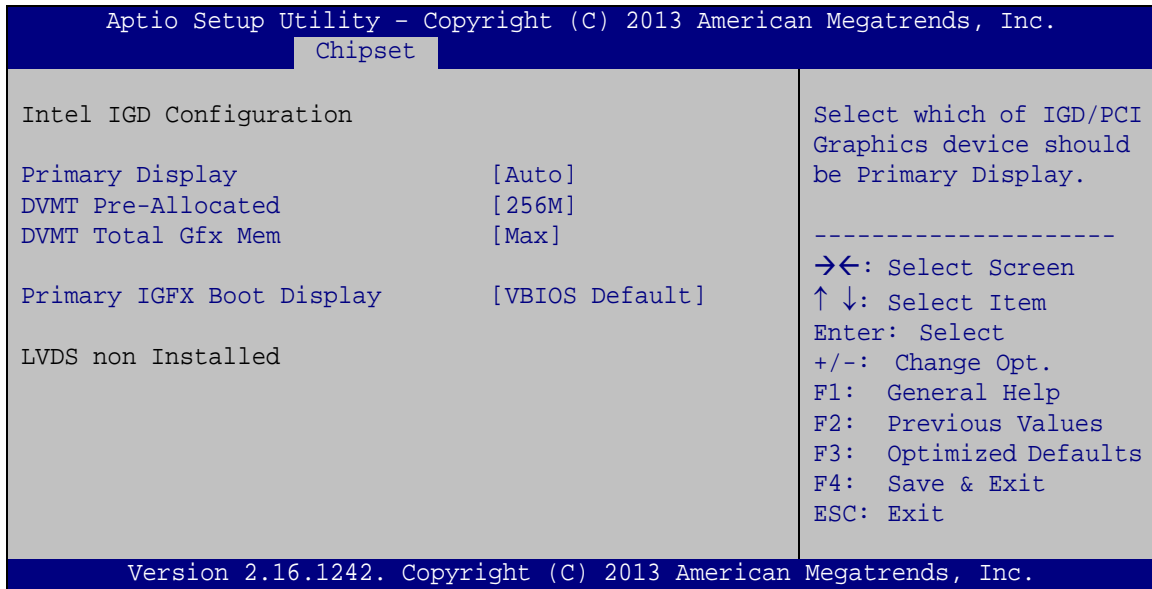 Aptio Setup Utility – Copyright (C) 2013 American Megatrends, Inc.
Chipset
Intel IGD Configuration
Primary Display [Auto]
DVMT Pre-Allocated [256M]
DVMT Total Gfx Mem [Max]
Primary IGFX Boot Display [VBIOS Default]
LVDS non Installed
Select which of IGD/PCI
Graphics device should
be Primary Display.
---------------------
→←: Select Screen
↑ ↓: Select Item
Enter: Select
+/-: Change Opt.
F1: General Help
F2: Previous Values
F3: Optimized Defaults
F4: Save & Exit
ESC: Exit
Version 2.16.1242. Copyright (C) 2013 American Megatrends, Inc.